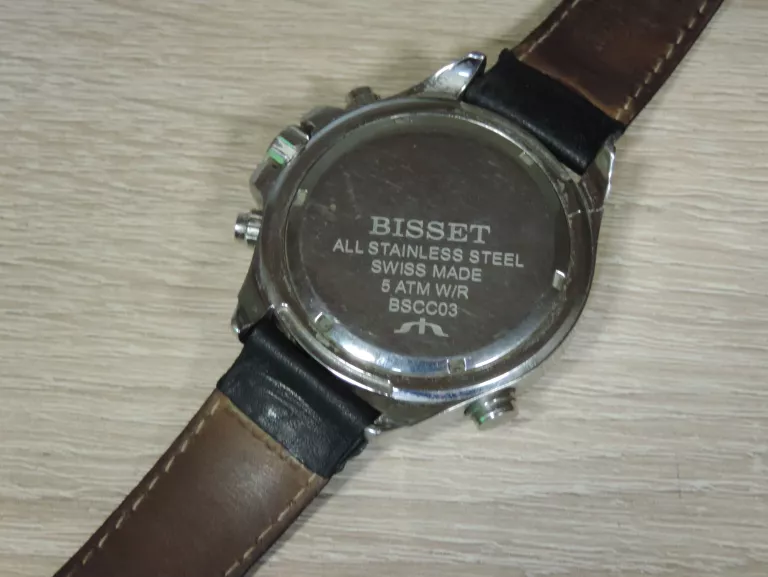 BISSET
ALL STAINLESS STEEL
SWISS MADE
5 ATM W/R
BSCC03